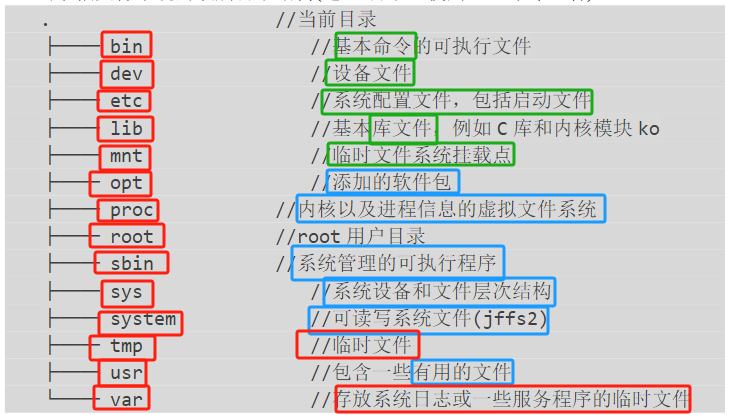 . //当前目录
├── bin //基本命令的可执行文件
├── dev //设备文件
├── etc //系统配置文件，包括启动文件
├── lib //基本库文件，例如 C 库和内核模块 ko
├── mnt //临时文件系统挂载点
├── opt //添加的软件包
├── proc //内核以及进程信息的虚拟文件系统
├── root //root 用户目录
├── sbin //系统管理的可执行程序
├── sys //系统设备和文件层次结构
├── system //可读写系统文件(jffs2)
├── tmp //临时文件
├── usr //包含一些有用的文件
└── var //存放系统日志或一些服务程序的临时文件